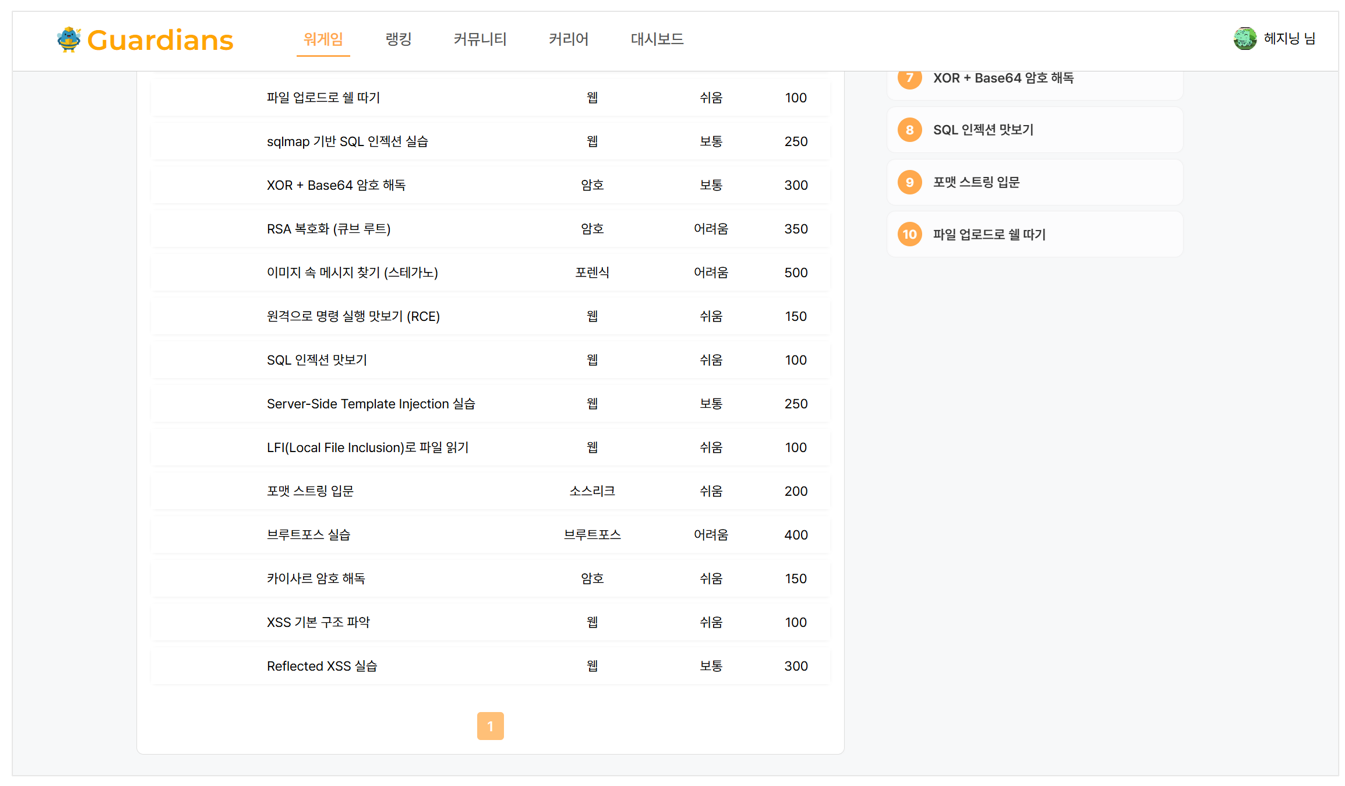 Guardians 워게임 랭킹 커뮤니티 커리어 대시보드 헤지닝 님
파일 업로드로 쉘 따기 웹 쉬움 100
sqlmap 기반 SQL 인젝션 실습 웹 보통 250
XOR + Base64 암호 해독 암호 보통 300
RSA 복호화 (큐브 루트) 암호 어려움 350
이미지 속 메시지 찾기 (스테가노) 포렌식 어려움 500
원격으로 명령 실행 맛보기 (RCE) 웹 쉬움 150
SQL 인젝션 맛보기 웹 쉬움 100
Server-Side Template Injection 실습 웹 보통 250
LFI(Local File Inclusion)로 파일 읽기 웹 쉬움 100
포맷 스트링 입문 소스리크 쉬움 200
브루트포스 실습 브루트포스 어려움 400
카이사르 암호 해독 암호 쉬움 150
XSS 기본 구조 파악 웹 쉬움 100
Reflected XSS 실습 웹 보통 300
1
7 XOR + Base64 암호 해독
8 SQL 인젝션 맛보기
9 포맷 스트링 입문
10 파일 업로드로 쉘 따기